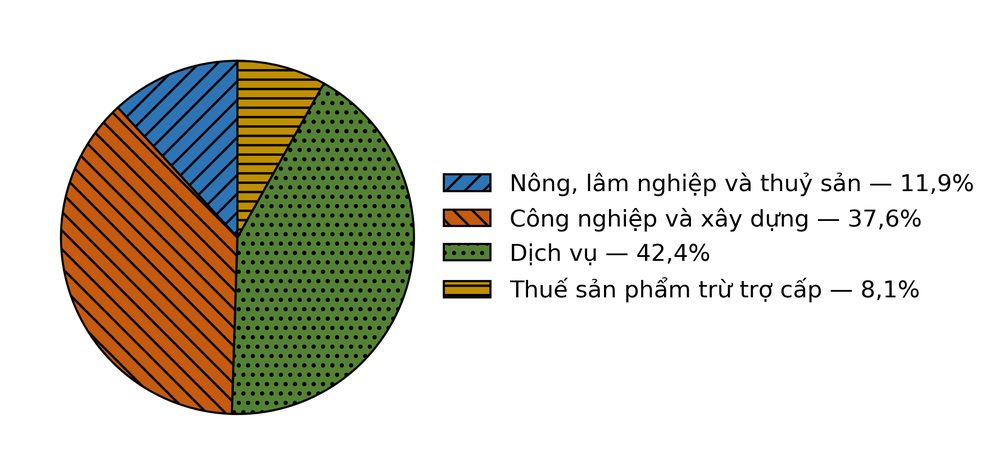 Nông, lâm nghiệp và thuỷ sản — 11,9%
Công nghiệp và xây dựng — 37,6%
Dịch vụ — 42,4%
Thuế sản phẩm trừ trợ cấp — 8,1%